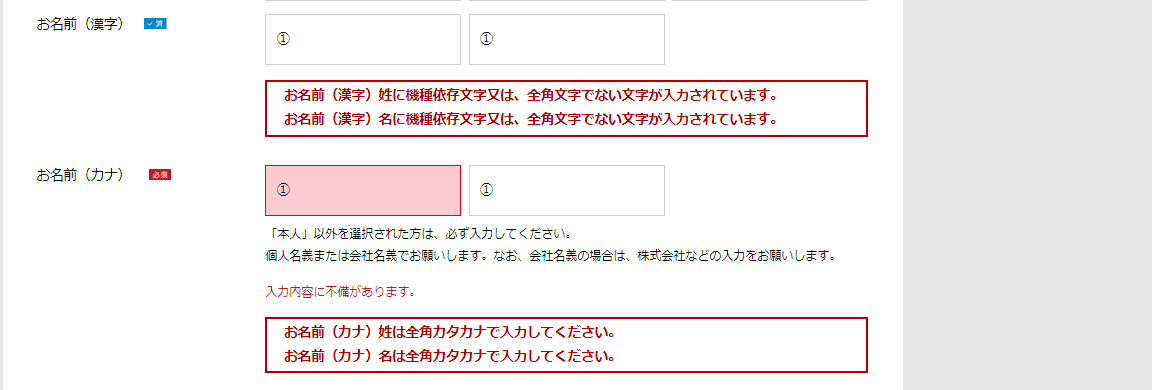 お名前（漢字） ✓ 済
① ①
お名前（漢字）姓に機種依存文字又は、全角文字でない文字が入力されています。
お名前（漢字）名に機種依存文字又は、全角文字でない文字が入力されています。
お名前（カナ） 必須
① ①
「本人」以外を選択された方は、必ず入力してください。
個人名義または会社名義でお願いします。なお、会社名義の場合は、株式会社などの入力をお願いします。
入力内容に不備があります。
お名前（カナ）姓は全角カタカナで入力してください。
お名前（カナ）名は全角カタカナで入力してください。